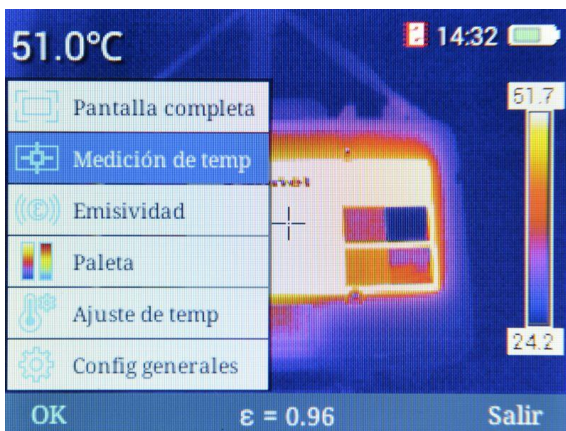 51.0°C
14:32
Pantalla completa
Medición de temp
Emisividad
Paleta
Ajuste de temp
Config generales
51.7
24.2
OK
ε = 0.96
Salir